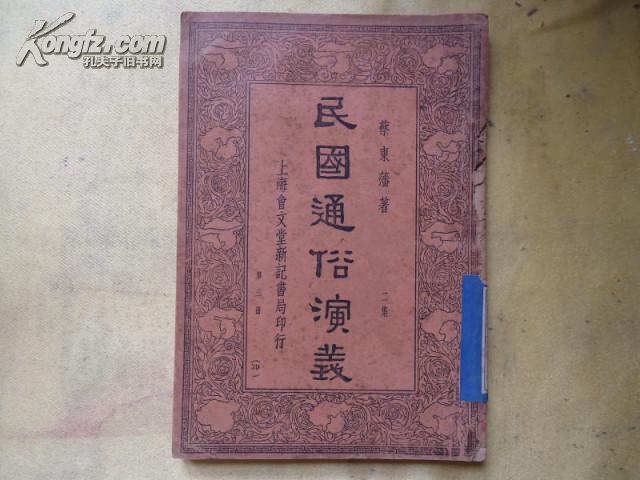 Kongfz.com
孔夫子旧书网
蔡東藩著
二集
民國通俗演義
上海會文堂新記書局印行
第三冊